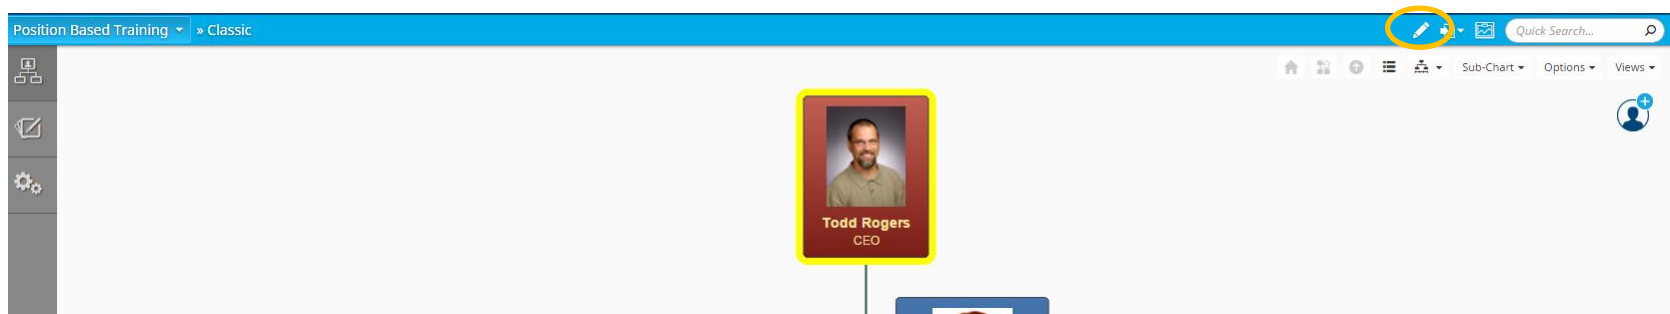 Position Based Training » Classic
Quick Search...
Sub-Chart Options Views
Todd Rogers
CEO